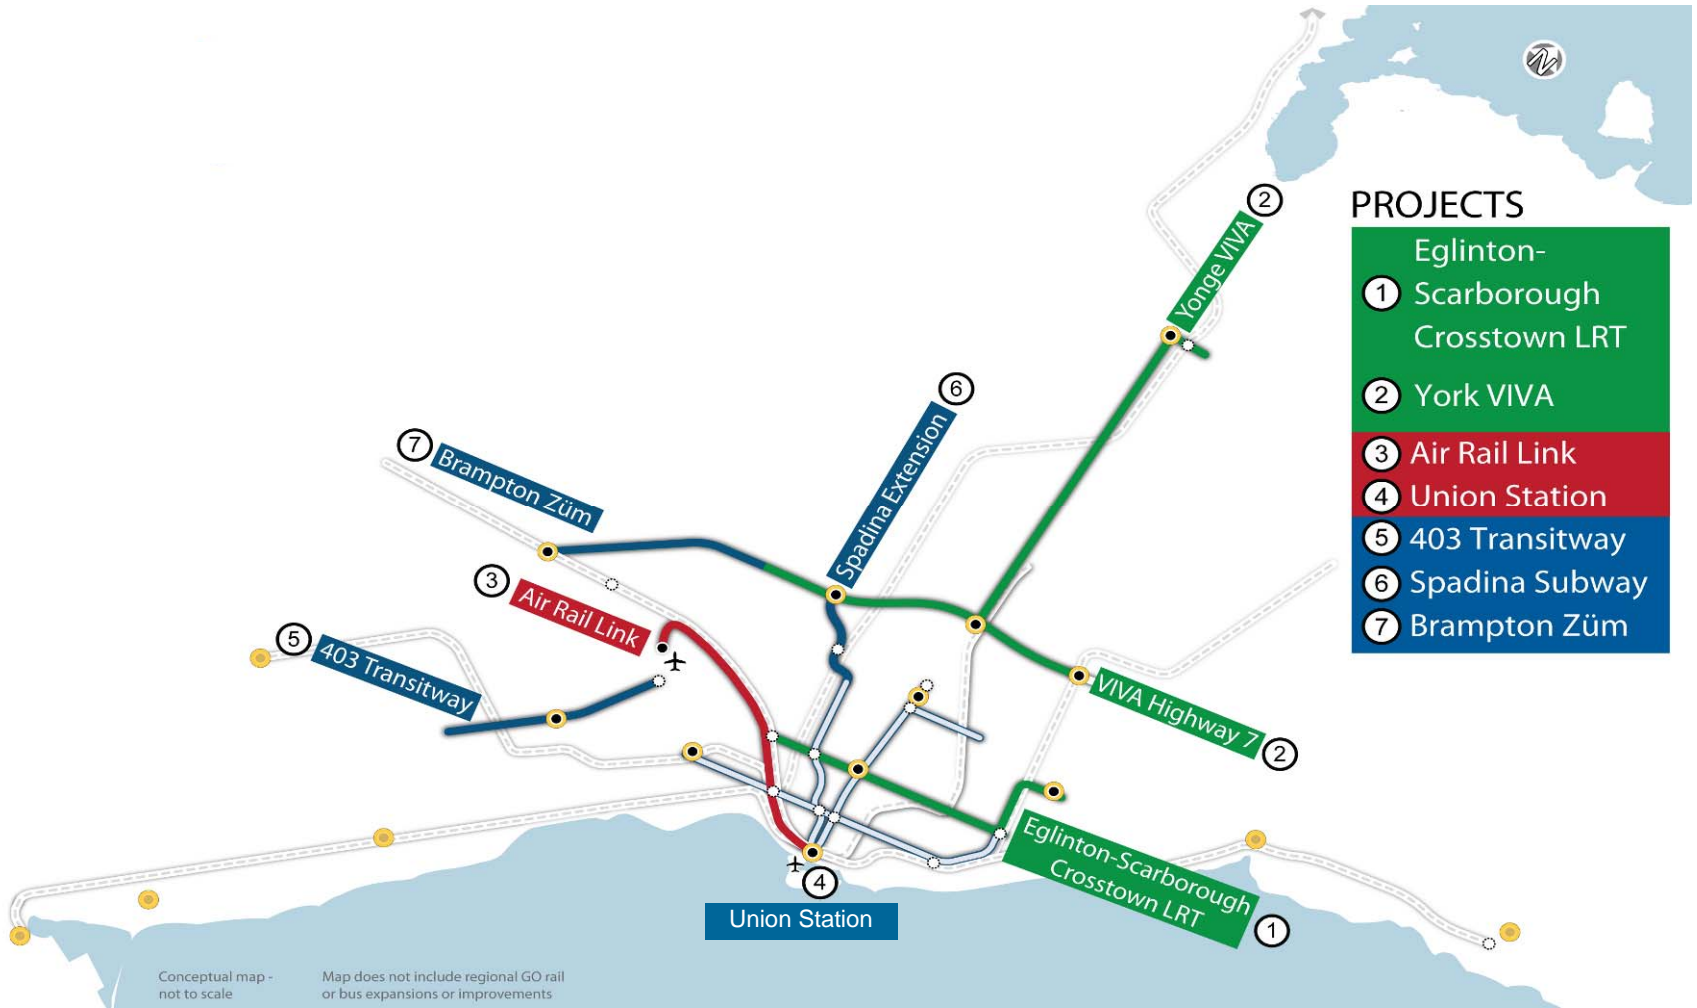 N
2
Yonge VIVA
6
Spadina Extension
7
Brampton Züm
3
Air Rail Link
5
403 Transitway
VIVA Highway 7
2
Eglinton-Scarborough
Crosstown LRT
1
4
Union Station
PROJECTS
1
Eglinton-
Scarborough
Crosstown LRT
2 York VIVA
3 Air Rail Link
4 Union Station
5 403 Transitway
6 Spadina Subway
7 Brampton Züm
Conceptual map -
not to scale
Map does not include regional GO rail
or bus expansions or improvements